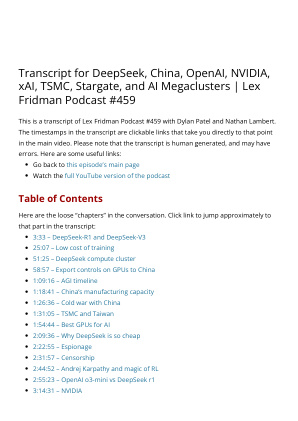 Transcript for DeepSeek, China, OpenAI, NVIDIA,
xAI, TSMC, Stargate, and AI Megaclusters | Lex
Fridman Podcast #459
This is a transcript of Lex Fridman Podcast #459 with Dylan Patel and Nathan Lambert.
The timestamps in the transcript are clickable links that take you directly to that point
in the main video. Please note that the transcript is human generated, and may have
errors. Here are some useful links:
• Go back to this episode's main page
• Watch the full YouTube version of the podcast
Table of Contents
Here are the loose "chapters" in the conversation. Click link to jump approximately to
that part in the transcript:
• 3:33 – DeepSeek-R1 and DeepSeek-V3
• 25:07 – Low cost of training
• 51:25 – DeepSeek compute cluster
• 58:57 – Export controls on GPUs to China
• 1:09:16 – AGI timeline
• 1:18:41 – China's manufacturing capacity
• 1:26:36 – Cold war with China
• 1:31:05 – TSMC and Taiwan
• 1:54:44 – Best GPUs for AI
• 2:09:36 – Why DeepSeek is so cheap
• 2:22:55 – Espionage
• 2:31:57 – Censorship
• 2:44:52 – Andrej Karpathy and magic of RL
• 2:55:23 – OpenAI o3-mini vs DeepSeek r1
• 3:14:31 – NVIDIA